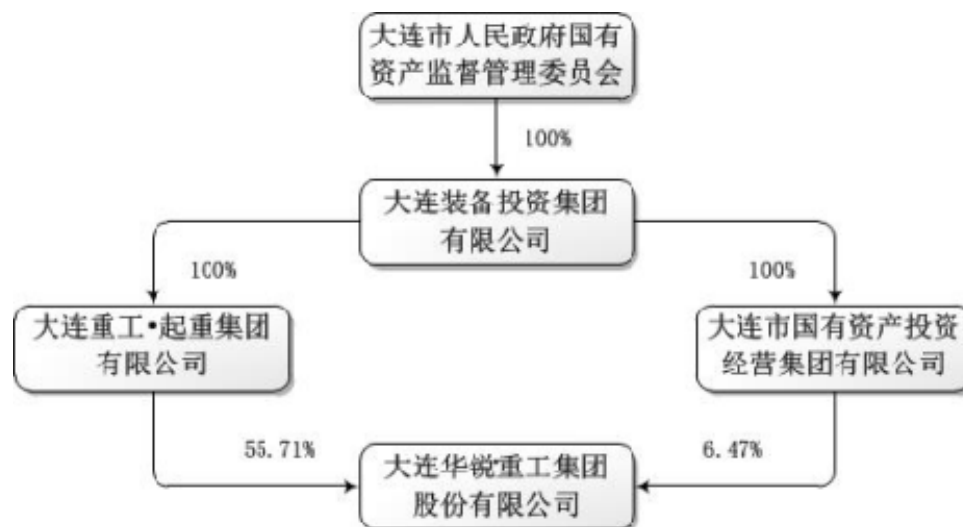 大连市人民政府国有
资产监督管理委员会
100%
大连装备投资集团
有限公司
100%
100%
大连重工•起重集团
有限公司
大连市国有资产投资
经营集团有限公司
55.71%
6.47%
大连华锐重工集团
股份有限公司